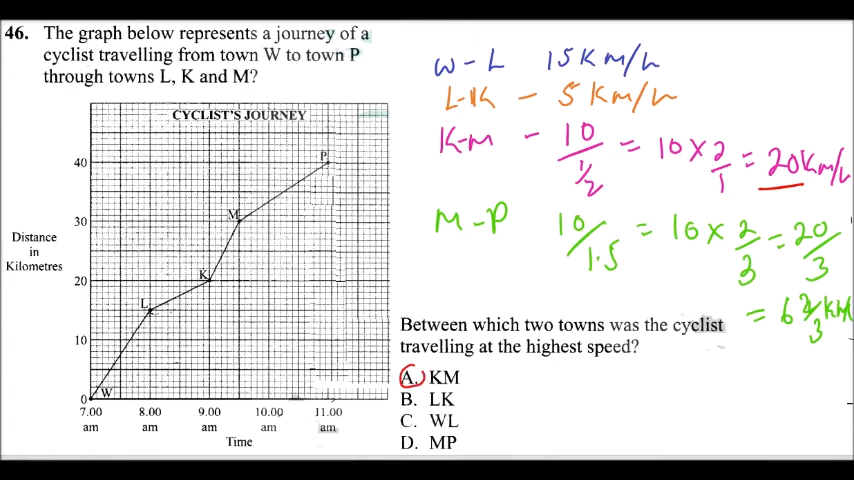 46. The graph below represents a journey of a
cyclist travelling from town W to town P
through towns L, K and M?
CYCLIST'S JOURNEY
40
30
20
10
0
Distance
in
Kilometres
W
L
K
M
P
7.00 8.00 9.00 10.00 11.00
am am am am am
Time
W-L 15 Km/h
L-K - 5 Km/h
K-M - 10/½ = 10 × 2/1 = 20 Km/h
M-P 10/1.5 = 10 × 2/3 = 20/3
= 6 2/3 KM/
Between which two towns was the cyclist
travelling at the highest speed?
A. KM
B. LK
C. WL
D. MP